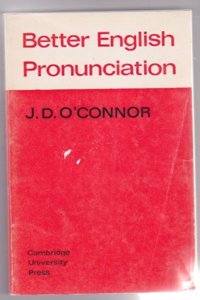 Better English
Pronunciation
J. D. O'CONNOR
Cambridge
University
Press